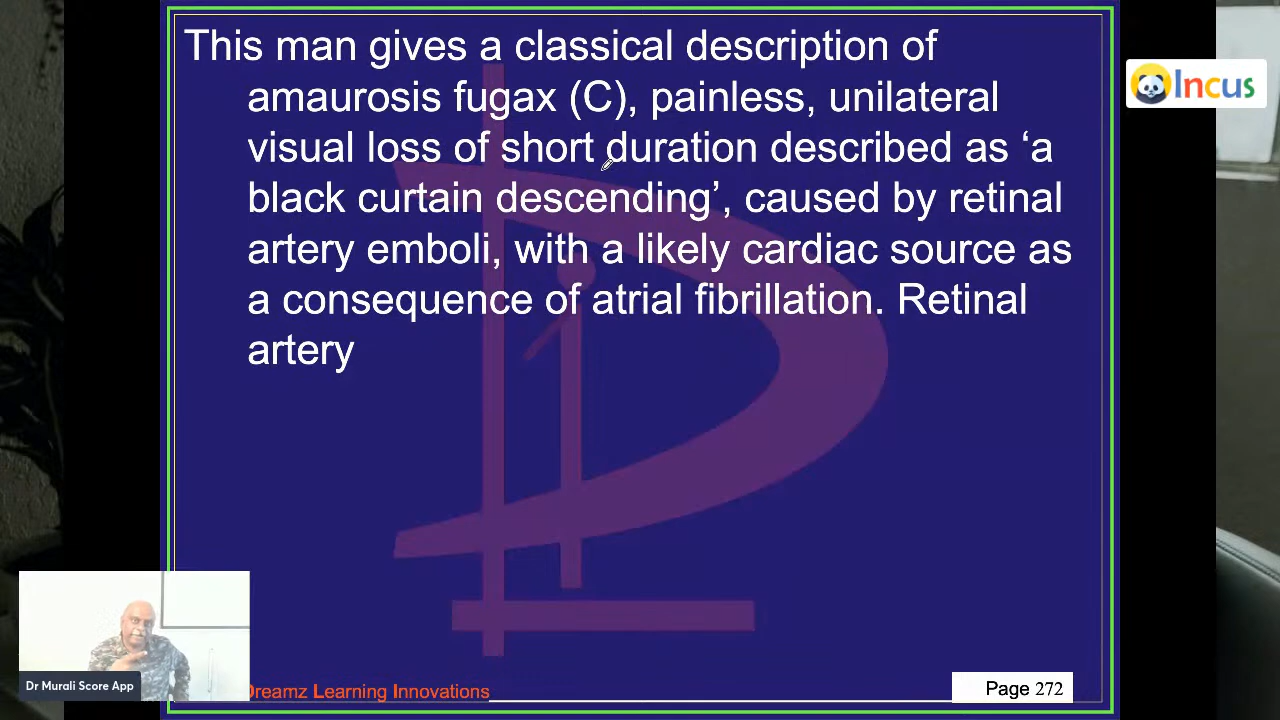 This man gives a classical description of
amaurosis fugax (C), painless, unilateral
visual loss of short duration described as ‘a
black curtain descending’, caused by retinal
artery emboli, with a likely cardiac source as
a consequence of atrial fibrillation. Retinal
artery
Incus
Dr Murali Score App
Dreamz Learning Innovations
Page 272